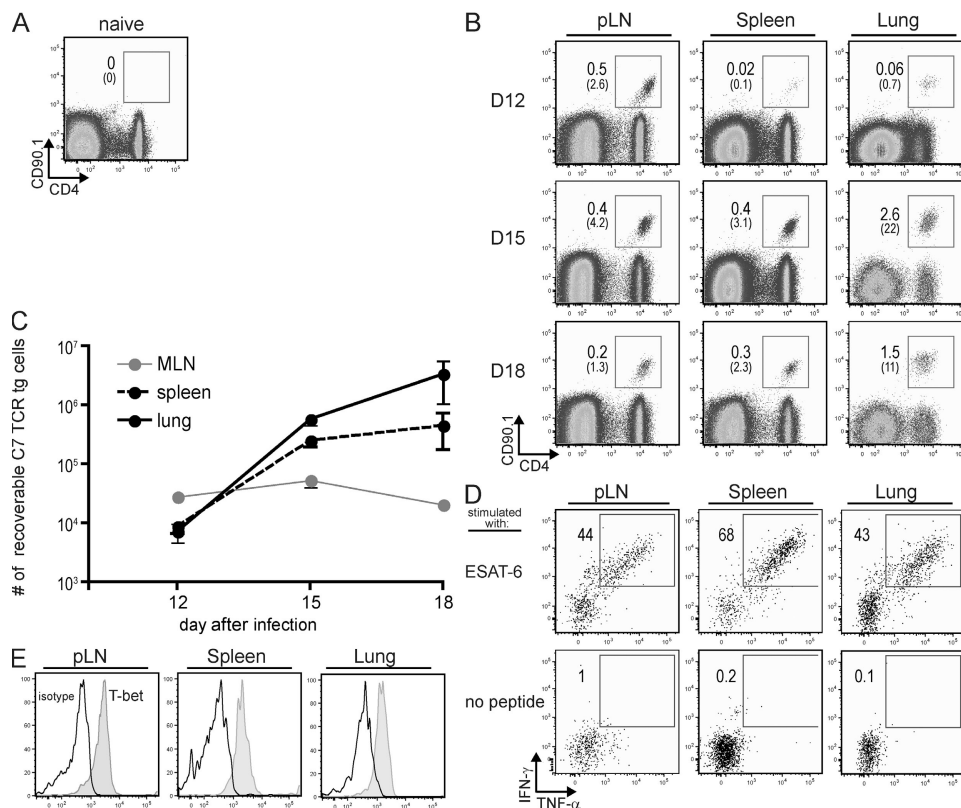 A
naive
0
(0)
CD90.1
CD4
B
pLN
Spleen
Lung
D12
0.5
(2.6)
0.02
(0.1)
0.06
(0.7)
D15
0.4
(4.2)
0.4
(3.1)
2.6
(22)
D18
0.2
(1.3)
0.3
(2.3)
1.5
(11)
CD90.1
CD4
C
# of recoverable C7 TCR tg cells
10⁷
10⁶
10⁵
10⁴
10³
MLN
spleen
lung
12
15
18
day after infection
D
pLN
Spleen
Lung
stimulated
with:
ESAT-6
44
68
43
no peptide
1
0.2
0.1
IFN-γ
TNF-α
E
pLN
Spleen
Lung
isotype
T-bet